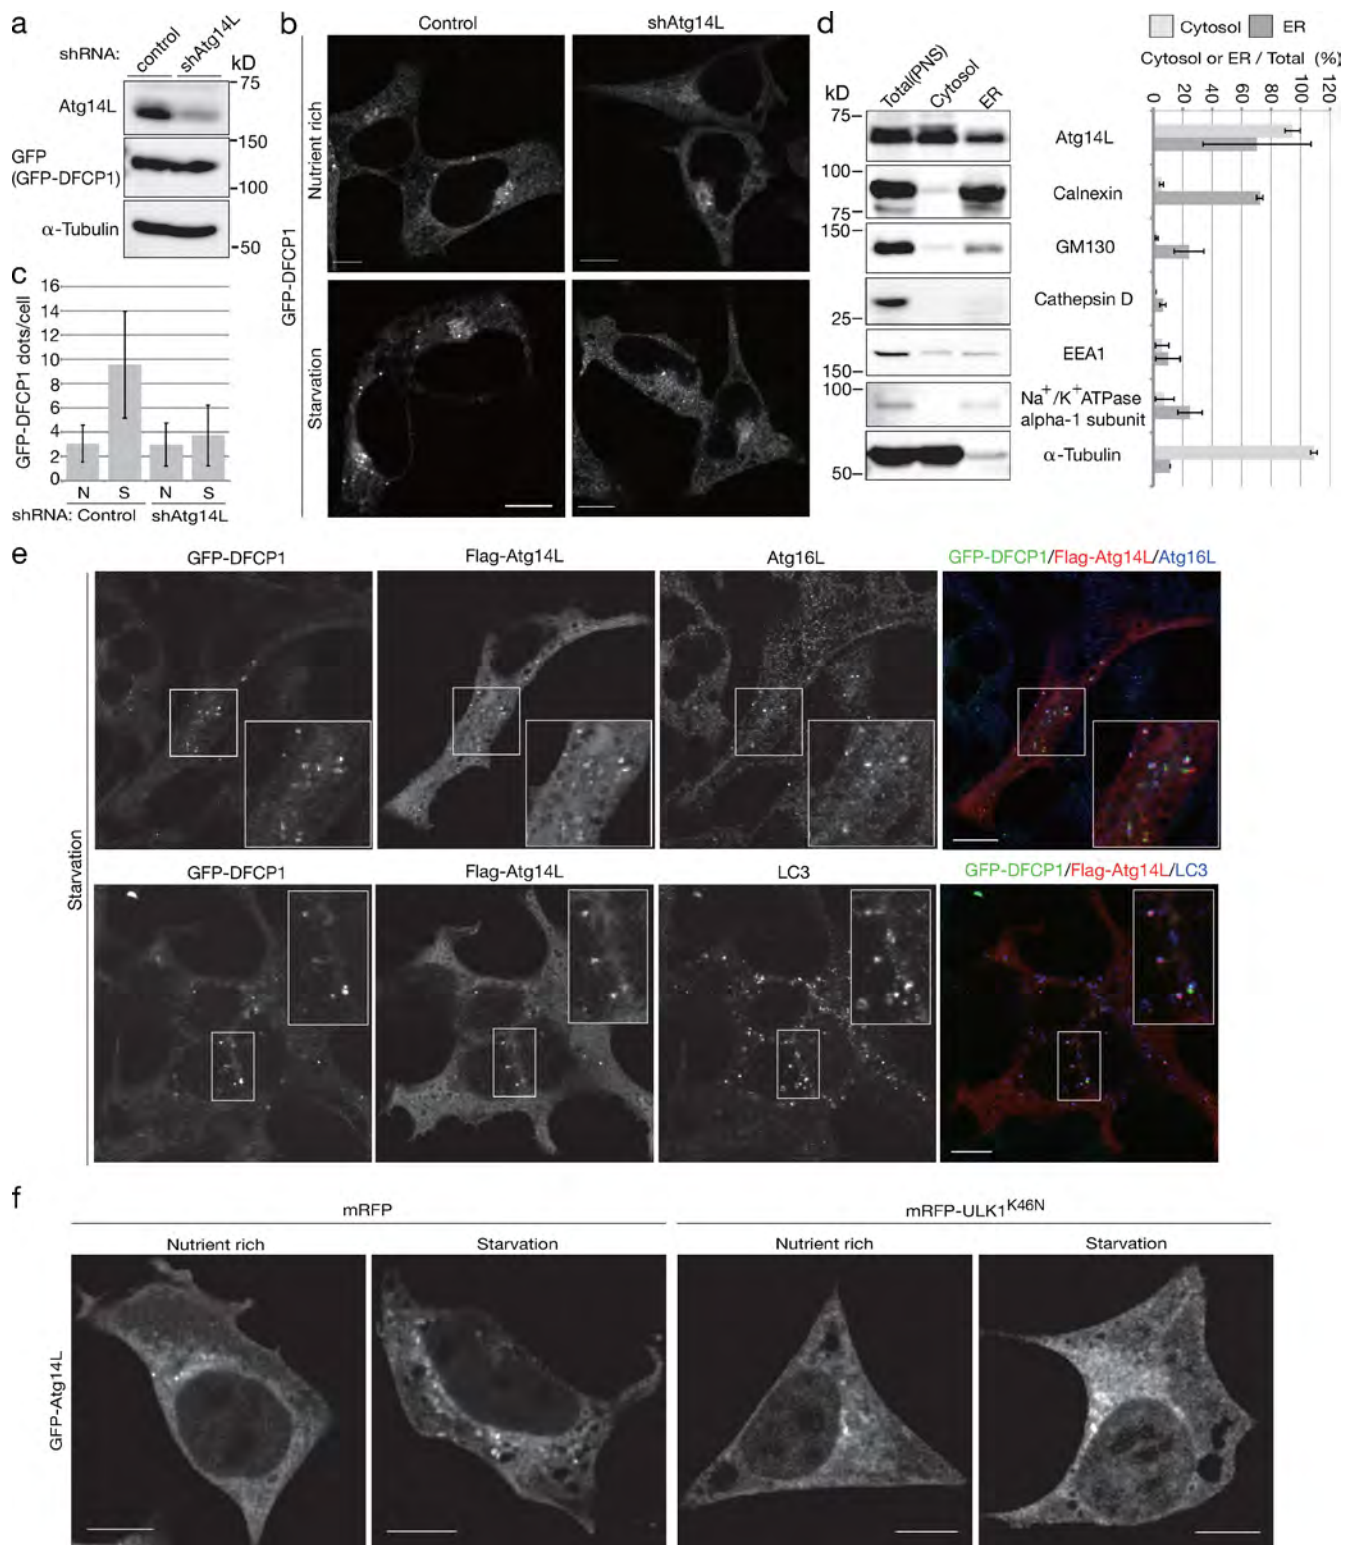 a
shRNA:
control
shAtg14L
kD
75
Atg14L
150
GFP
(GFP-DFCP1)
100
α-Tubulin
50
b
Control
shAtg14L
Nutrient rich
Starvation
GFP-DFCP1
c
GFP-DFCP1 dots/cell
16
14
12
10
8
6
4
2
0
N
S
N
S
shRNA: Control
shAtg14L
d
kD
Total(PNS)
Cytosol
ER
75
100
75
150
25
150
100
50
Cytosol
ER
Cytosol or ER / Total (%)
0
20
40
60
80
100
120
Atg14L
Calnexin
GM130
Cathepsin D
EEA1
Na+/K+ATPase
alpha-1 subunit
α-Tubulin
e
Starvation
GFP-DFCP1
Flag-Atg14L
Atg16L
GFP-DFCP1/Flag-Atg14L/Atg16L
GFP-DFCP1
Flag-Atg14L
LC3
GFP-DFCP1/Flag-Atg14L/LC3
f
mRFP
mRFP-ULK1K46N
Nutrient rich
Starvation
Nutrient rich
Starvation
GFP-Atg14L